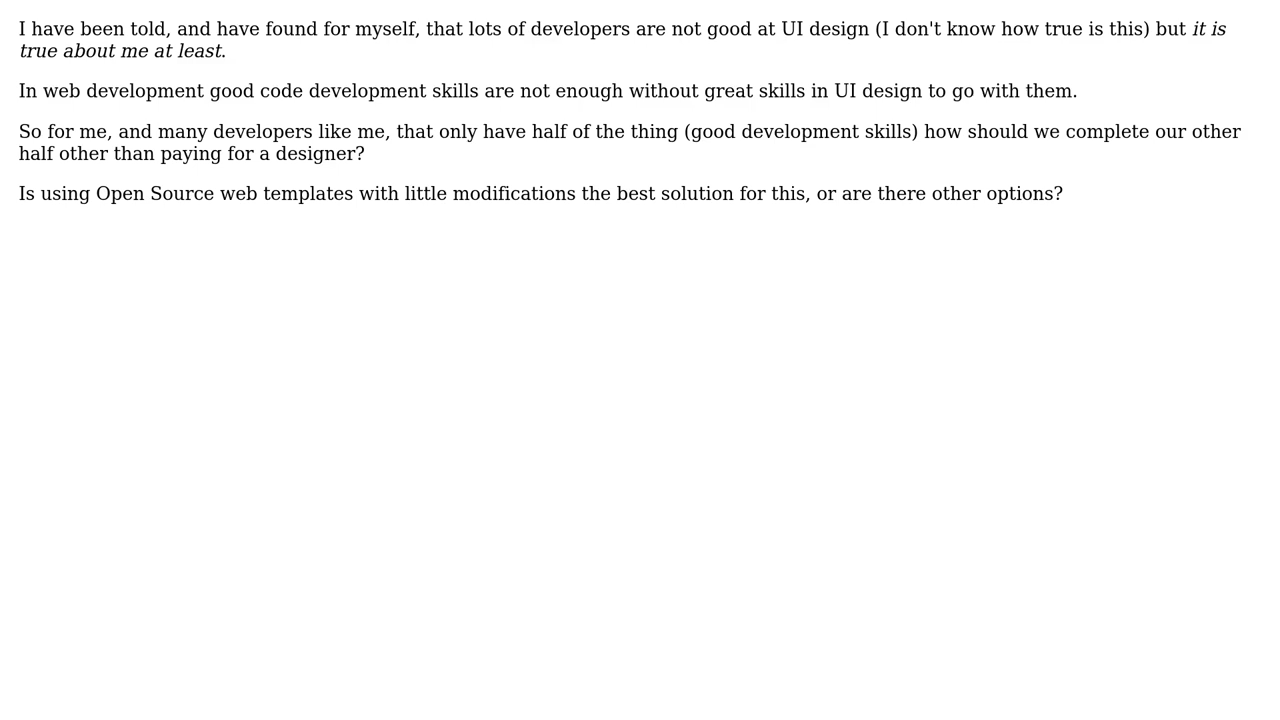 I have been told, and have found for myself, that lots of developers are not good at UI design (I don't know how true is this) but it is
true about me at least.
In web development good code development skills are not enough without great skills in UI design to go with them.
So for me, and many developers like me, that only have half of the thing (good development skills) how should we complete our other
half other than paying for a designer?
Is using Open Source web templates with little modifications the best solution for this, or are there other options?